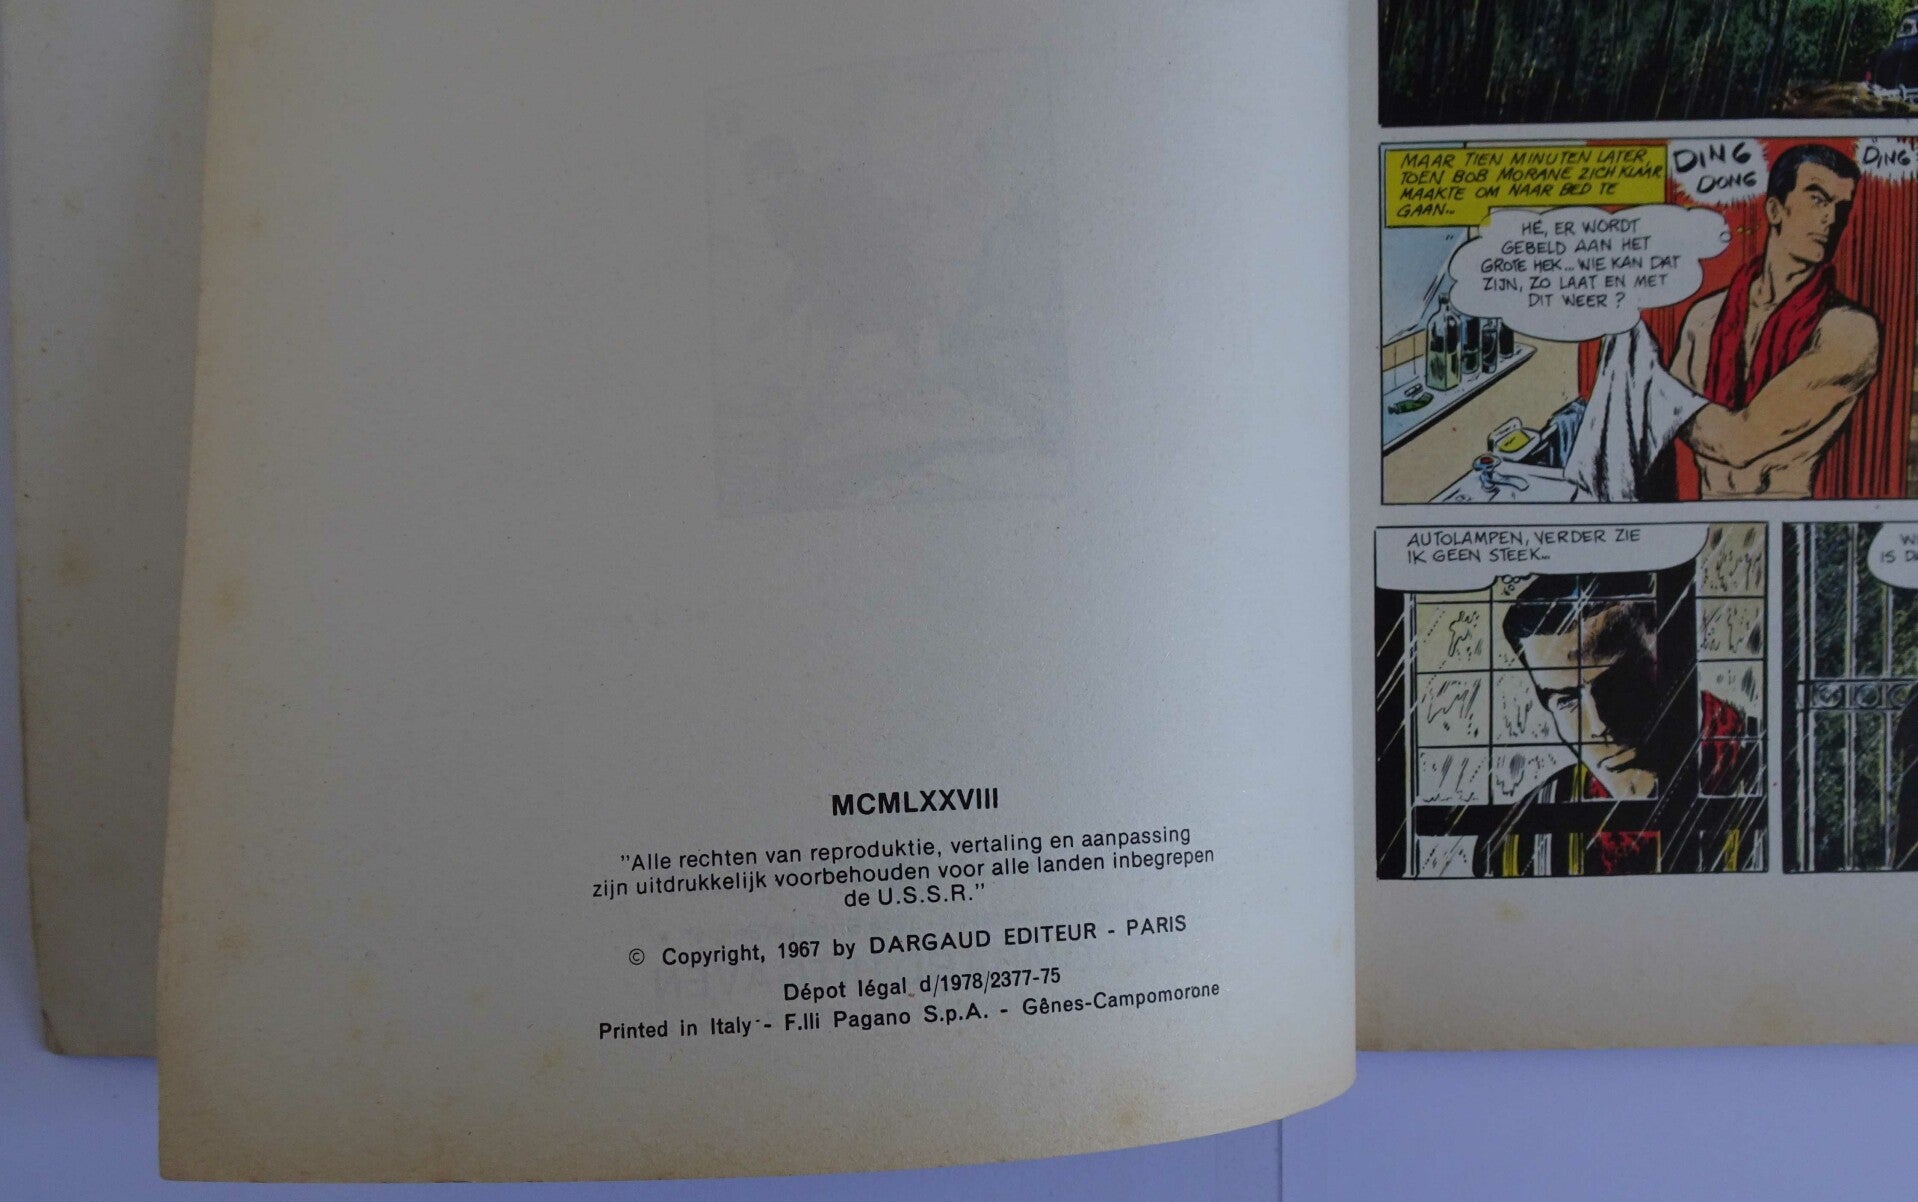 MCMLXXVIII
"Alle rechten van reproduktie, vertaling en aanpassing
zijn uitdrukkelijk voorbehouden voor alle landen inbegrepen
de U.S.S.R."
© Copyright, 1967 by DARGAUD EDITEUR - PARIS
Dépot légal d/1978/2377-75
Printed in Italy - F.lli Pagano S.p.A. - Gênes-Campomorone
MAAR TIEN MINUTEN LATER,
TOEN BOB MORANE ZICH KLAAR
MAAKTE OM NAAR BED TE
GAAN...
DING
DONG
DING
HÉ, ER WORDT
GEBELD AAN HET
GROTE HEK... WIE KAN DAT
ZIJN, ZO LAAT EN MET
DIT WEER?
AUTOLAMPEN, VERDER ZIE
IK GEEN STEEK...
IS